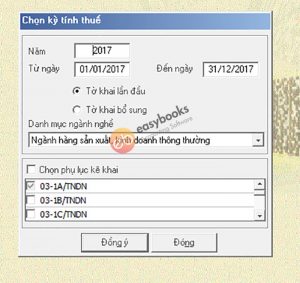 Chọn kỳ tính thuế
Năm 2017
Từ ngày 01/01/2017 Đến ngày 31/12/2017
Tờ khai lần đầu
Tờ khai bổ sung
Danh mục ngành nghề
Ngành hàng sản xuất, kinh doanh thông thường
easybooks
Chọn phụ lục kê khai
03-1A/TNDN
03-1B/TNDN
03-1C/TNDN
Đồng ý Đóng